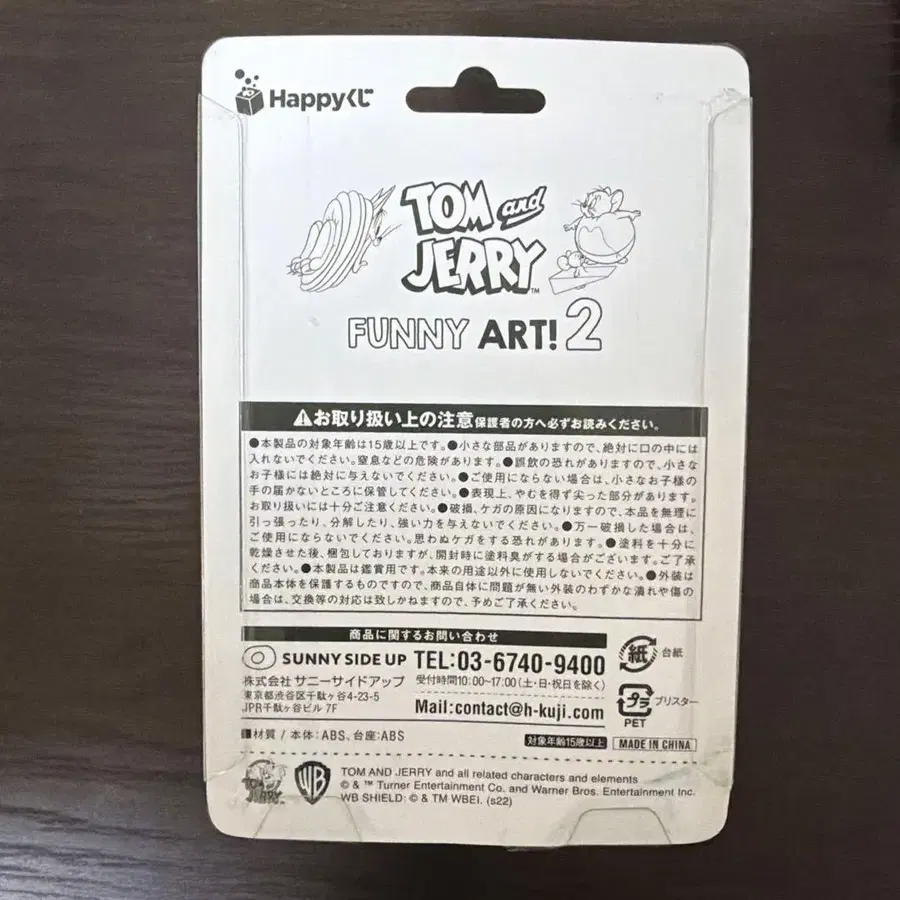 Happyくじ
TOM and
JERRY™
FUNNY ART! 2
⚠お取り扱い上の注意 保護者の方へ必ずお読みください。
●本製品の対象年齢は15歳以上です。●小さな部品がありますので、絶対に口の中には
入れないでください。窒息などの危険があります。●誤飲の恐れがありますので、小さな
お子様には絶対に与えないでください。●ご使用にならない場合は、小さなお子様の
手の届かないところに保管してください。●表現上、やむを得ず尖った部分があります。
お取り扱いには十分ご注意ください。●破損、ケガの原因になりますので、本品を無理に
引っ張ったり、分解したり、強い力を与えないでください。●万一破損した場合は、
ご使用にならないでください。思わぬケガをする恐れがあります。●塗料を十分に
乾燥させた後、梱包しておりますが、開封時に塗料臭がする場合がございます。ご了承
ください。●本製品は鑑賞用です。本来の用途以外に使用しないでください。●外装は
商品本体を保護するものですので、商品自体に問題が無い外装のわずかな潰れや傷の
場合は、交換等の対応は致しかねますので、予めご了承ください。
商品に関するお問い合わせ
SUNNY SIDE UP TEL:03-6740-9400
株式会社 サニーサイドアップ 受付時間10:00~17:00(土・日・祝日を除く)
東京都渋谷区千駄ヶ谷4-23-5
JPR千駄ヶ谷ビル 7F Mail:contact@h-kuji.com
紙 台紙
プラ ブリスター
PET
■材質 / 本体:ABS、台座:ABS 対象年齢15歳以上 MADE IN CHINA
TOM and JERRY WB
TOM AND JERRY and all related characters and elements
© & ™ Turner Entertainment Co. and Warner Bros. Entertainment Inc.
WB SHIELD: © & TM WBEI. (s22)